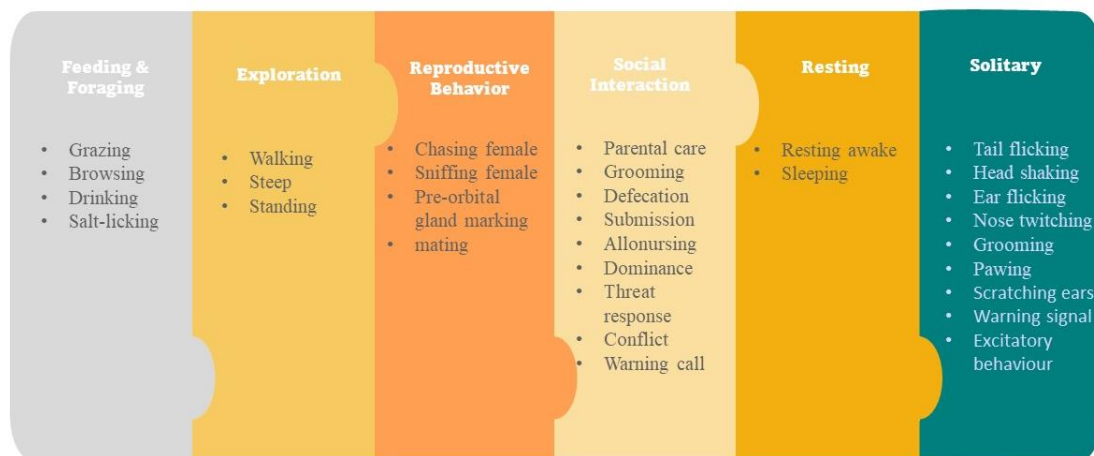 Feeding &
Foraging
• Grazing
• Browsing
• Drinking
• Salt-licking
Exploration
• Walking
• Steep
• Standing
Reproductive
Behavior
• Chasing female
• Sniffing female
• Pre-orbital
gland marking
• mating
Social
Interaction
• Parental care
• Grooming
• Defecation
• Submission
• Allonursing
• Dominance
• Threat
response
• Conflict
• Warning call
Resting
• Resting awake
• Sleeping
Solitary
• Tail flicking
• Head shaking
• Ear flicking
• Nose twitching
• Grooming
• Pawing
• Scratching ears
• Warning signal
• Excitatory
behaviour